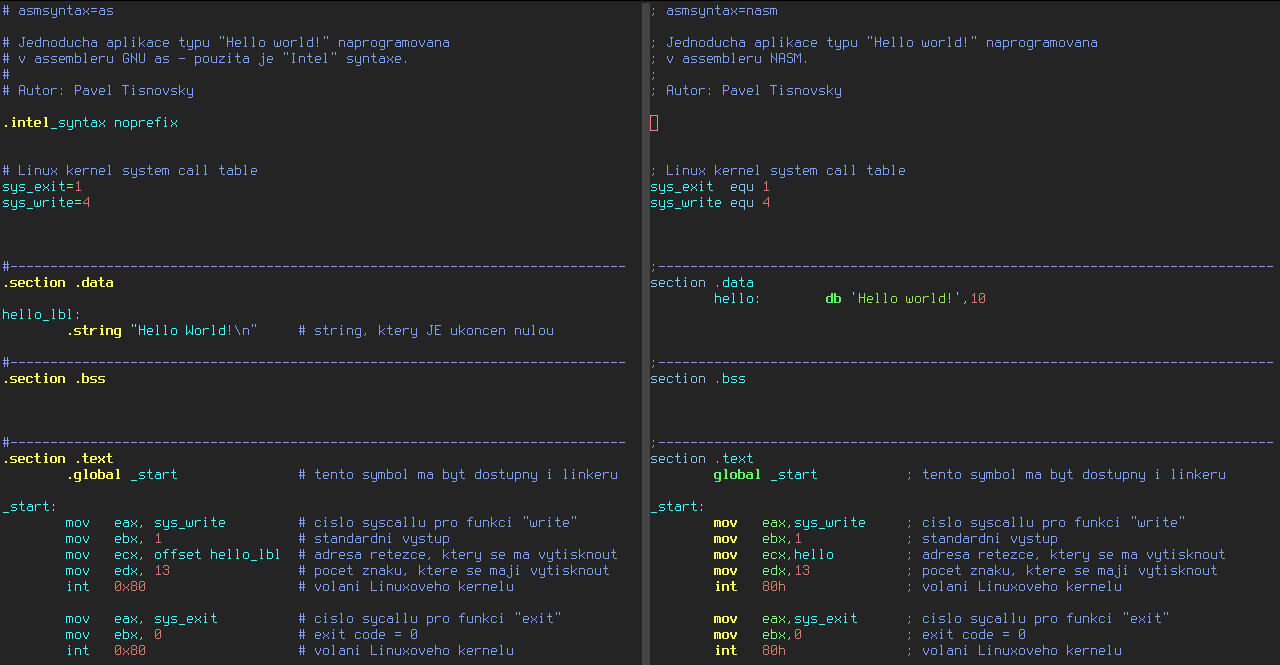 # asmsyntax=as
# Jednoducha aplikace typu "Hello world!" naprogramovana
# v assembleru GNU as - pouzita je "Intel" syntaxe.
#
# Autor: Pavel Tisnovsky
.intel_syntax noprefix
# Linux kernel system call table
sys_exit=1
sys_write=4
#-----------------------------------------------------------------------------
.section .data
hello_lbl:
        .string "Hello World!\n"     # string, ktery JE ukoncen nulou
#-----------------------------------------------------------------------------
.section .bss
#-----------------------------------------------------------------------------
.section .text
        .global _start               # tento symbol ma byt dostupny i linkeru
_start:
        mov   eax, sys_write         # cislo syscallu pro funkci "write"
        mov   ebx, 1                 # standardni vystup
        mov   ecx, offset hello_lbl  # adresa retezce, ktery se ma vytisknout
        mov   edx, 13                # pocet znaku, ktere se maji vytisknout
        int   0x80                   # volani Linuxoveho kernelu
        mov   eax, sys_exit          # cislo sycallu pro funkci "exit"
        mov   ebx, 0                 # exit code = 0
        int   0x80                   # volani Linuxoveho kernelu
; asmsyntax=nasm
; Jednoducha aplikace typu "Hello world!" naprogramovana
; v assembleru NASM.
;
; Autor: Pavel Tisnovsky
; Linux kernel system call table
sys_exit  equ 1
sys_write equ 4
;-----------------------------------------------------------------------------
section .data
        hello:        db 'Hello world!',10
;-----------------------------------------------------------------------------
section .bss
;-----------------------------------------------------------------------------
section .text
        global _start           ; tento symbol ma byt dostupny i linkeru
_start:
        mov   eax,sys_write     ; cislo syscallu pro funkci "write"
        mov   ebx,1             ; standardni vystup
        mov   ecx,hello         ; adresa retezce, ktery se ma vytisknout
        mov   edx,13            ; pocet znaku, ktere se maji vytisknout
        int   80h               ; volani Linuxoveho kernelu
        mov   eax,sys_exit      ; cislo sycallu pro funkci "exit"
        mov   ebx,0             ; exit code = 0
        int   80h               ; volani Linuxoveho kernelu